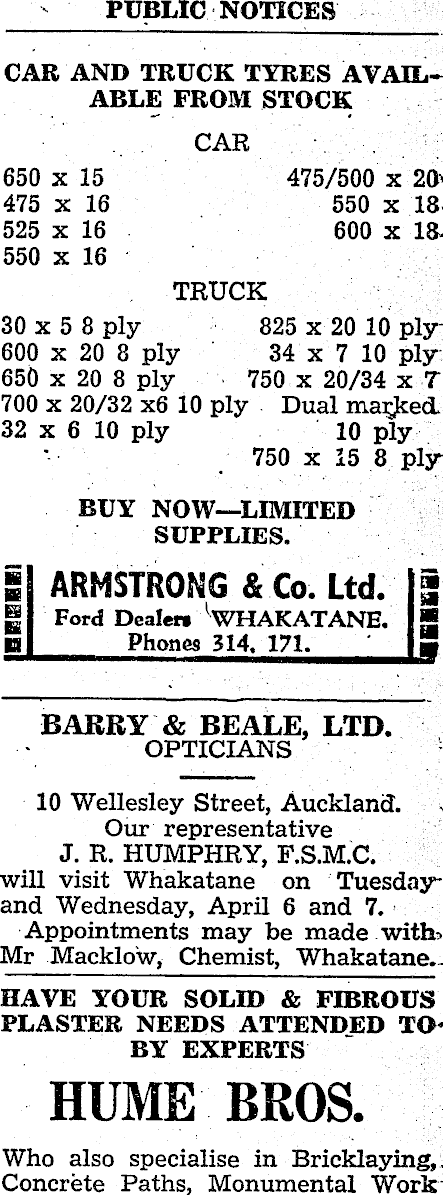 PUBLIC NOTICES
CAR AND TRUCK TYRES AVAIL-
ABLE FROM STOCK
CAR
650 x 15 475/500 x 20
475 x 16 550 x 18
525 x 16 600 x 18
550 x 16
TRUCK
30 x 5 8 ply 825 x 20 10 ply
600 x 20 8 ply 34 x 7 10 ply
650 x 20 8 ply 750 x 20/34 x 7
700 x 20/32 x6 10 ply Dual marked
32 x 6 10 ply 10 ply
750 x 15 8 ply
BUY NOW—LIMITED
SUPPLIES.
ARMSTRONG & Co. Ltd.
Ford Dealers WHAKATANE.
Phones 314, 171.
BARRY & BEALE, LTD.
OPTICIANS
10 Wellesley Street, Auckland.
Our representative
J. R. HUMPHRY, F.S.M.C.
will visit Whakatane on Tuesday
and Wednesday, April 6 and 7.
Appointments may be made with
Mr Macklow, Chemist, Whakatane.
HAVE YOUR SOLID & FIBROUS
PLASTER NEEDS ATTENDED TO
BY EXPERTS
HUME BROS.
Who also specialise in Bricklaying,
Concrete Paths, Monumental Work